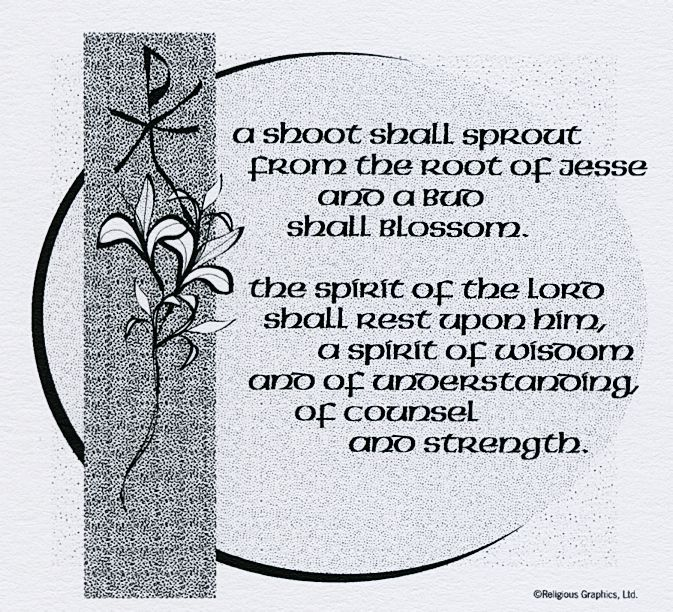 a shoot shall sprout
from the root of Jesse
and a Bud
shall Blossom.
the spirit of the Lord
shall rest upon him,
a spirit of wisdom
and of understanding,
of counsel
and strength.
©Religious Graphics, Ltd.